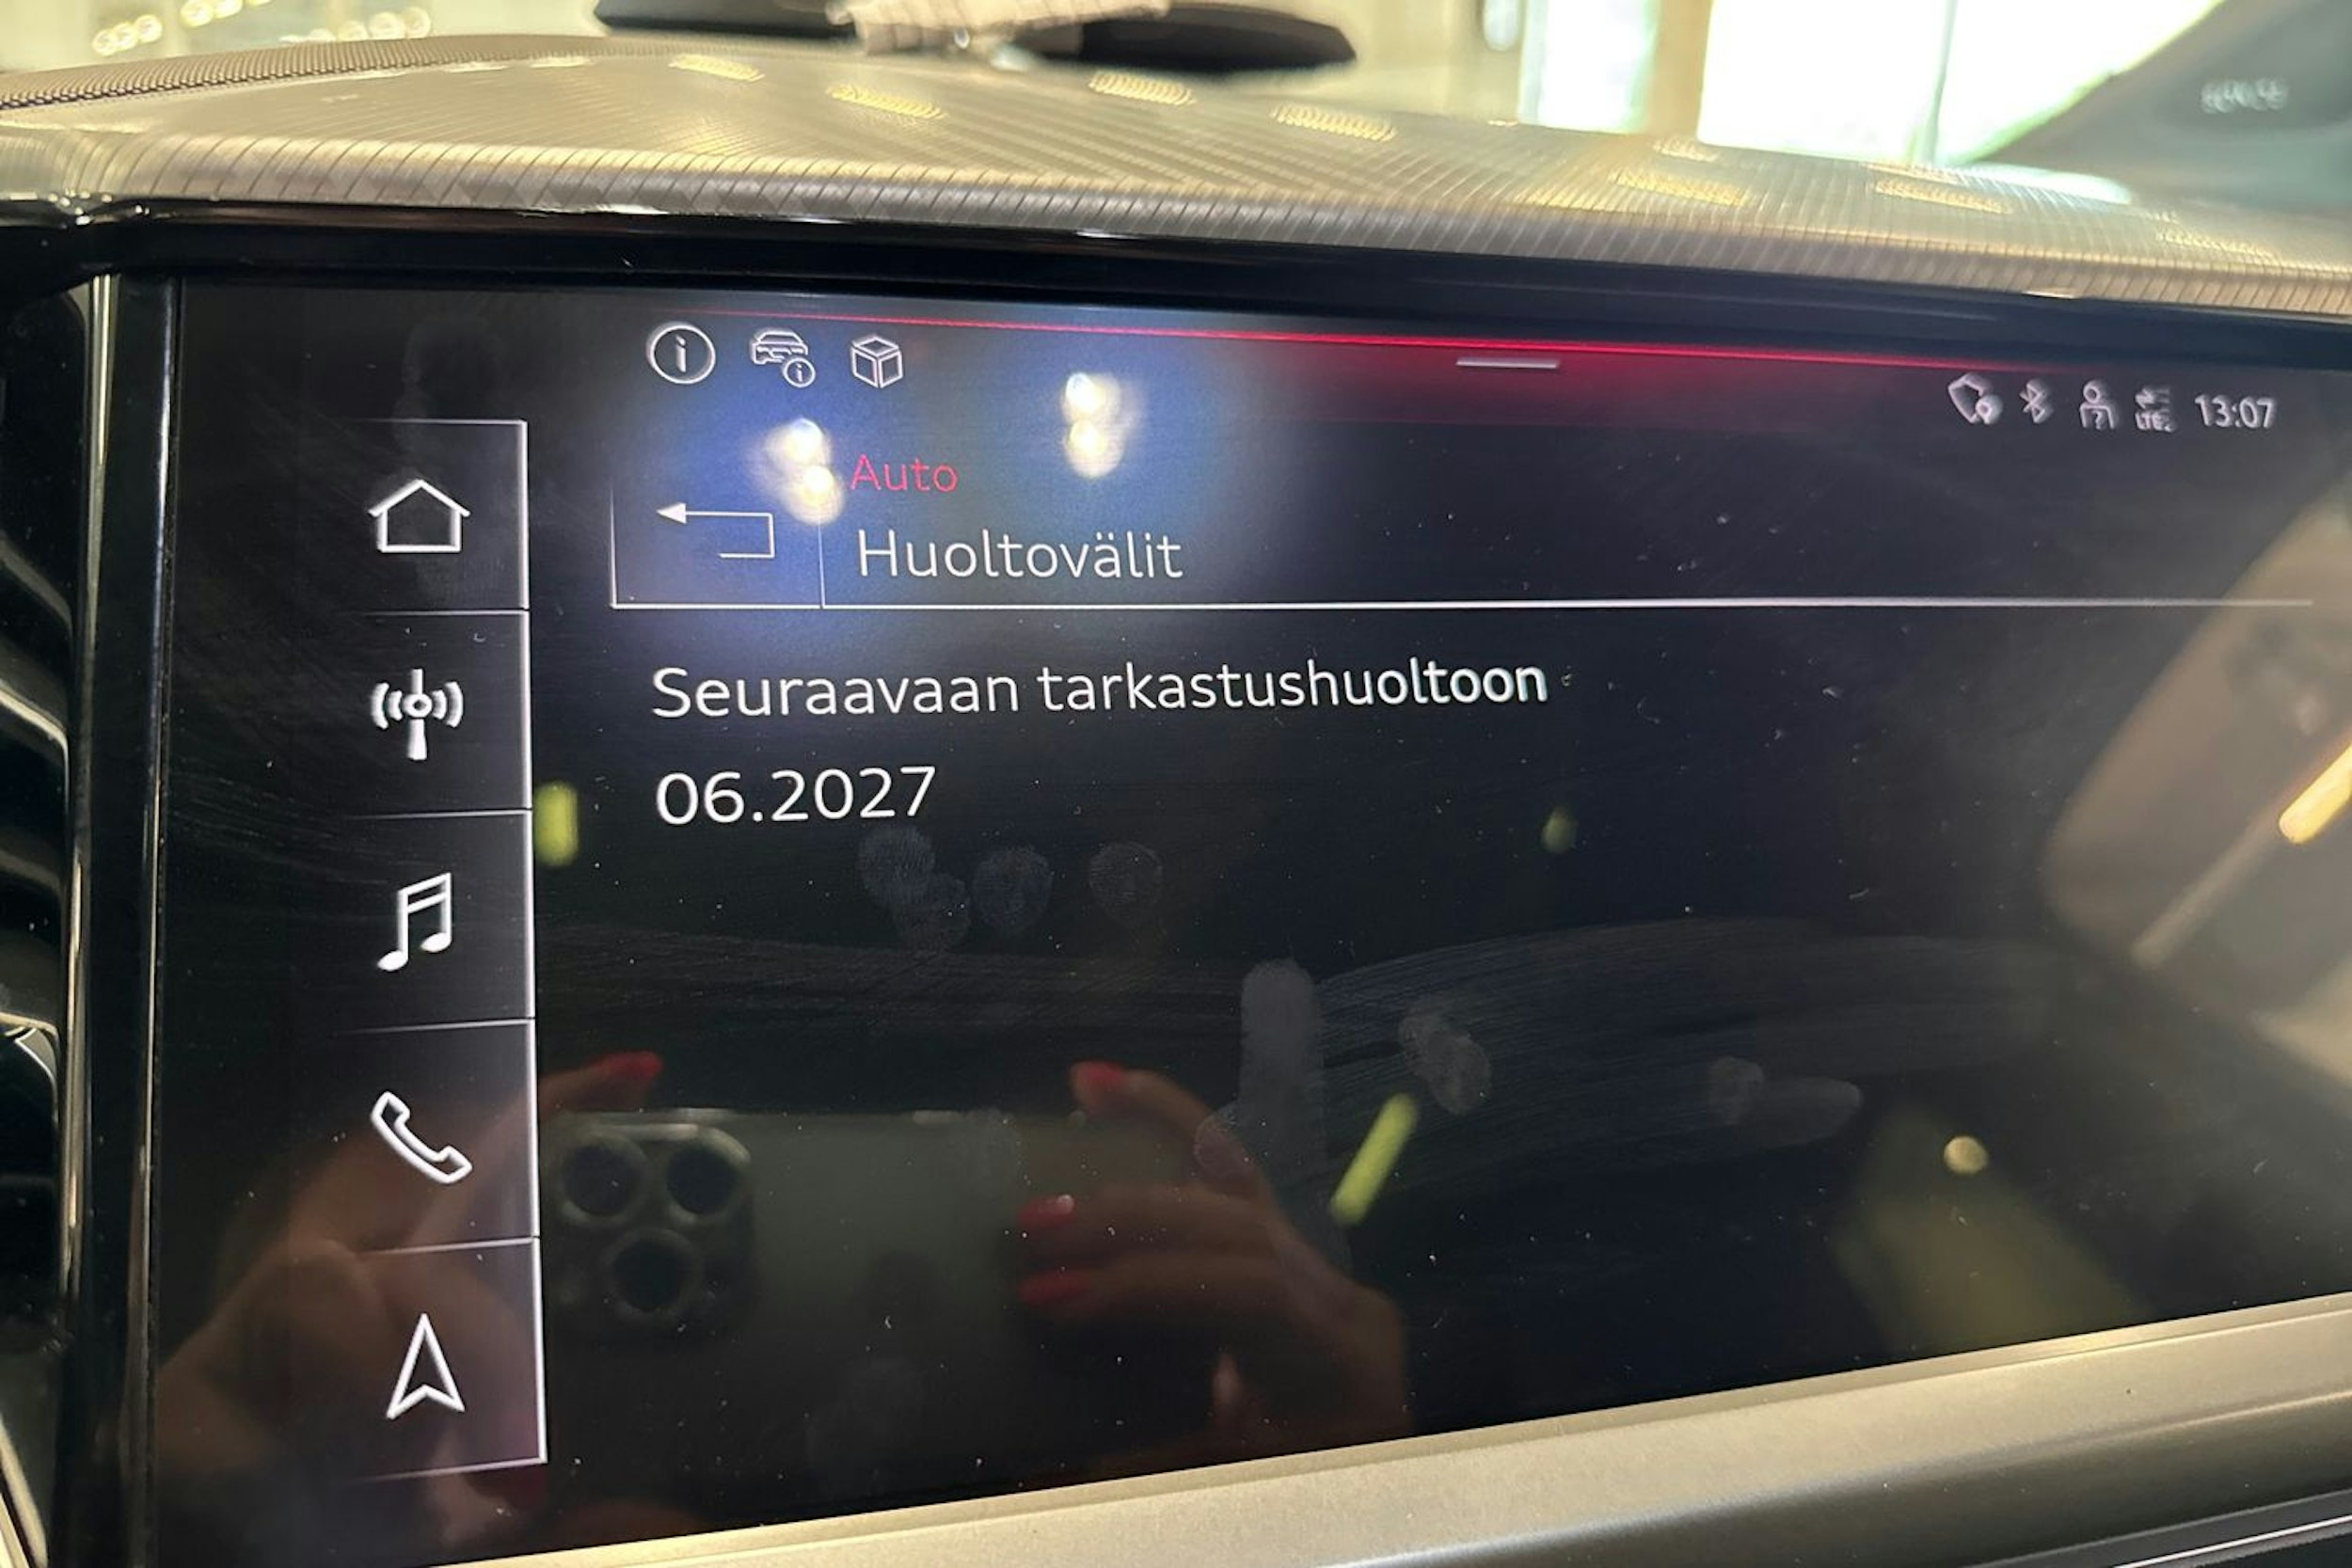 13:07
Auto
Huoltovälit
Seuraavaan tarkastushuoltoon
06.2027